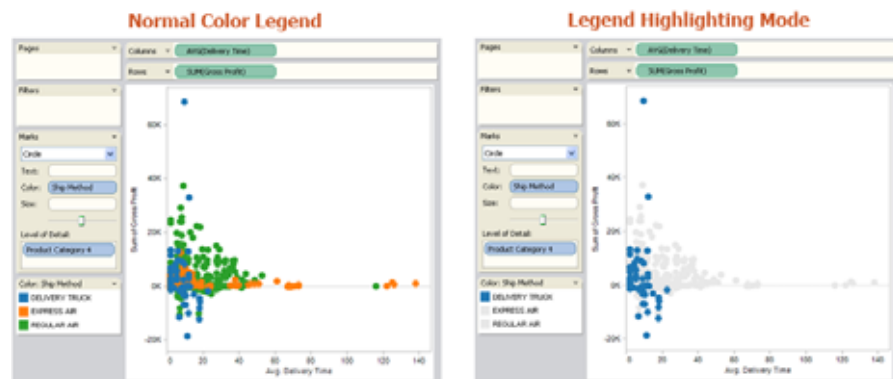 Normal Color Legend
Pages
Columns AVG(Delivery Time)
Rows SUM(Gross Profit)
Filters
Marks
Circle
Text:
Color: Ship Method
Size:
Level of Detail:
Product Category 4
Color: Ship Method
DELIVERY TRUCK
EXPRESS AIR
REGULAR AIR
Sum of Gross Profit
60K
40K
20K
0K
-20K
0 20 40 60 80 100 120 140
Avg. Delivery Time
Legend Highlighting Mode
Pages
Columns AVG(Delivery Time)
Rows SUM(Gross Profit)
Filters
Marks
Circle
Text:
Color: Ship Method
Size:
Level of Detail:
Product Category 4
Color: Ship Method
DELIVERY TRUCK
EXPRESS AIR
REGULAR AIR
Sum of Gross Profit
60K
40K
20K
0K
-20K
0 20 40 60 80 100 120 140
Avg. Delivery Time